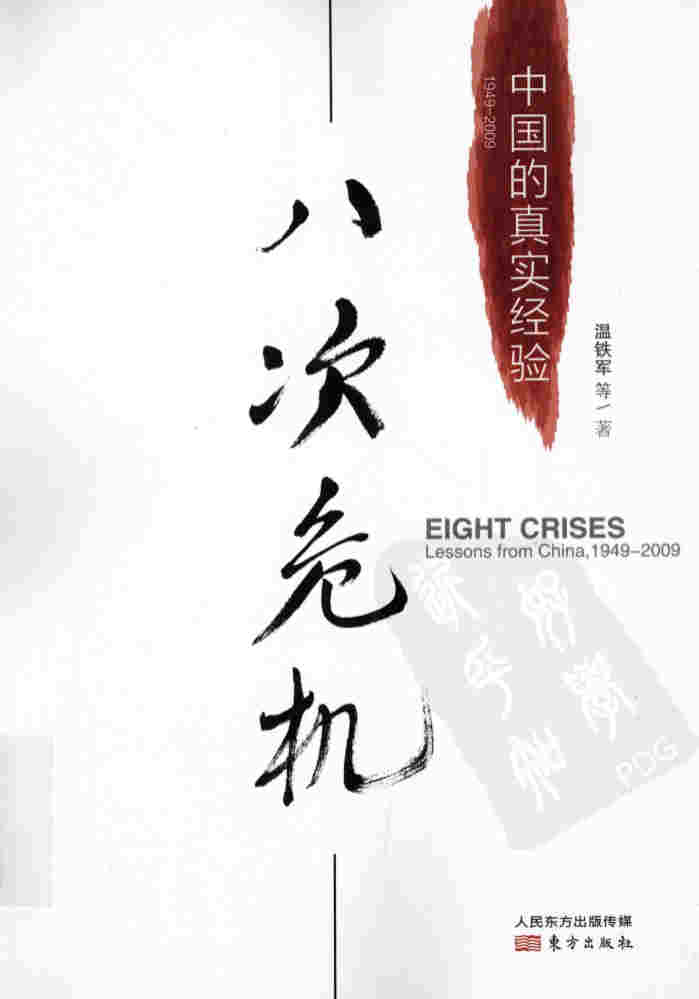 中国的真实经验
1949-2009
八次危机
温铁军 等/著
EIGHT CRISES
Lessons from China, 1949-2009
PDG
人民东方出版传媒
东方出版社